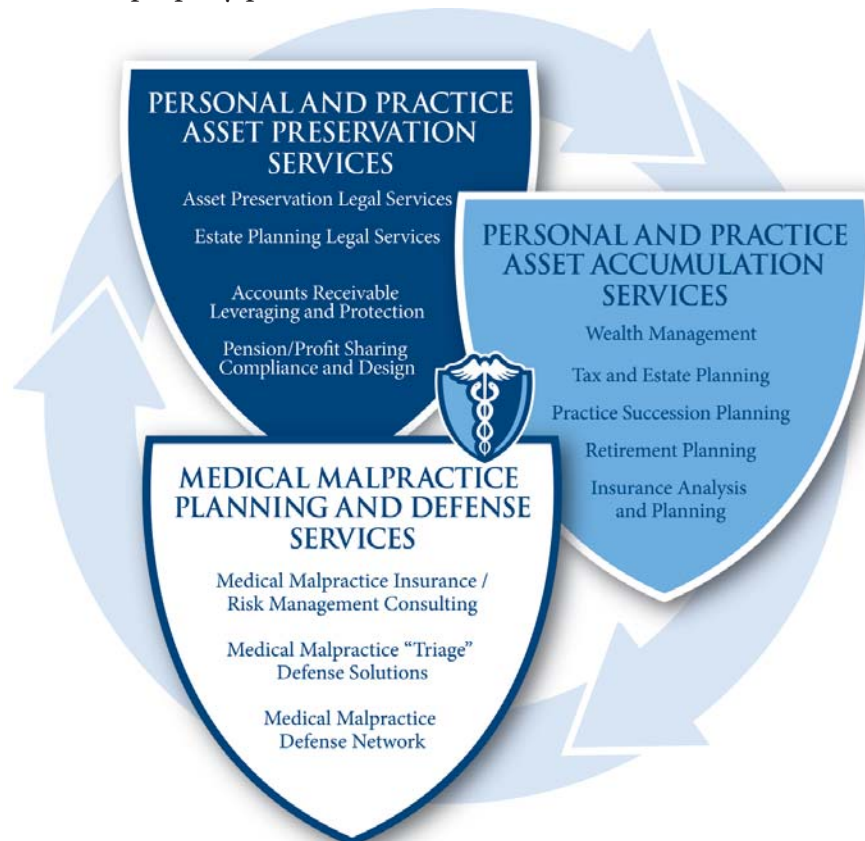 PERSONAL AND PRACTICE
ASSET PRESERVATION
SERVICES
Asset Preservation Legal Services
Estate Planning Legal Services
Accounts Receivable
Leveraging and Protection
Pension/Profit Sharing
Compliance and Design
PERSONAL AND PRACTICE
ASSET ACCUMULATION
SERVICES
Wealth Management
Tax and Estate Planning
Practice Succession Planning
Retirement Planning
Insurance Analysis
and Planning
MEDICAL MALPRACTICE
PLANNING AND DEFENSE
SERVICES
Medical Malpractice Insurance /
Risk Management Consulting
Medical Malpractice “Triage”
Defense Solutions
Medical Malpractice
Defense Network